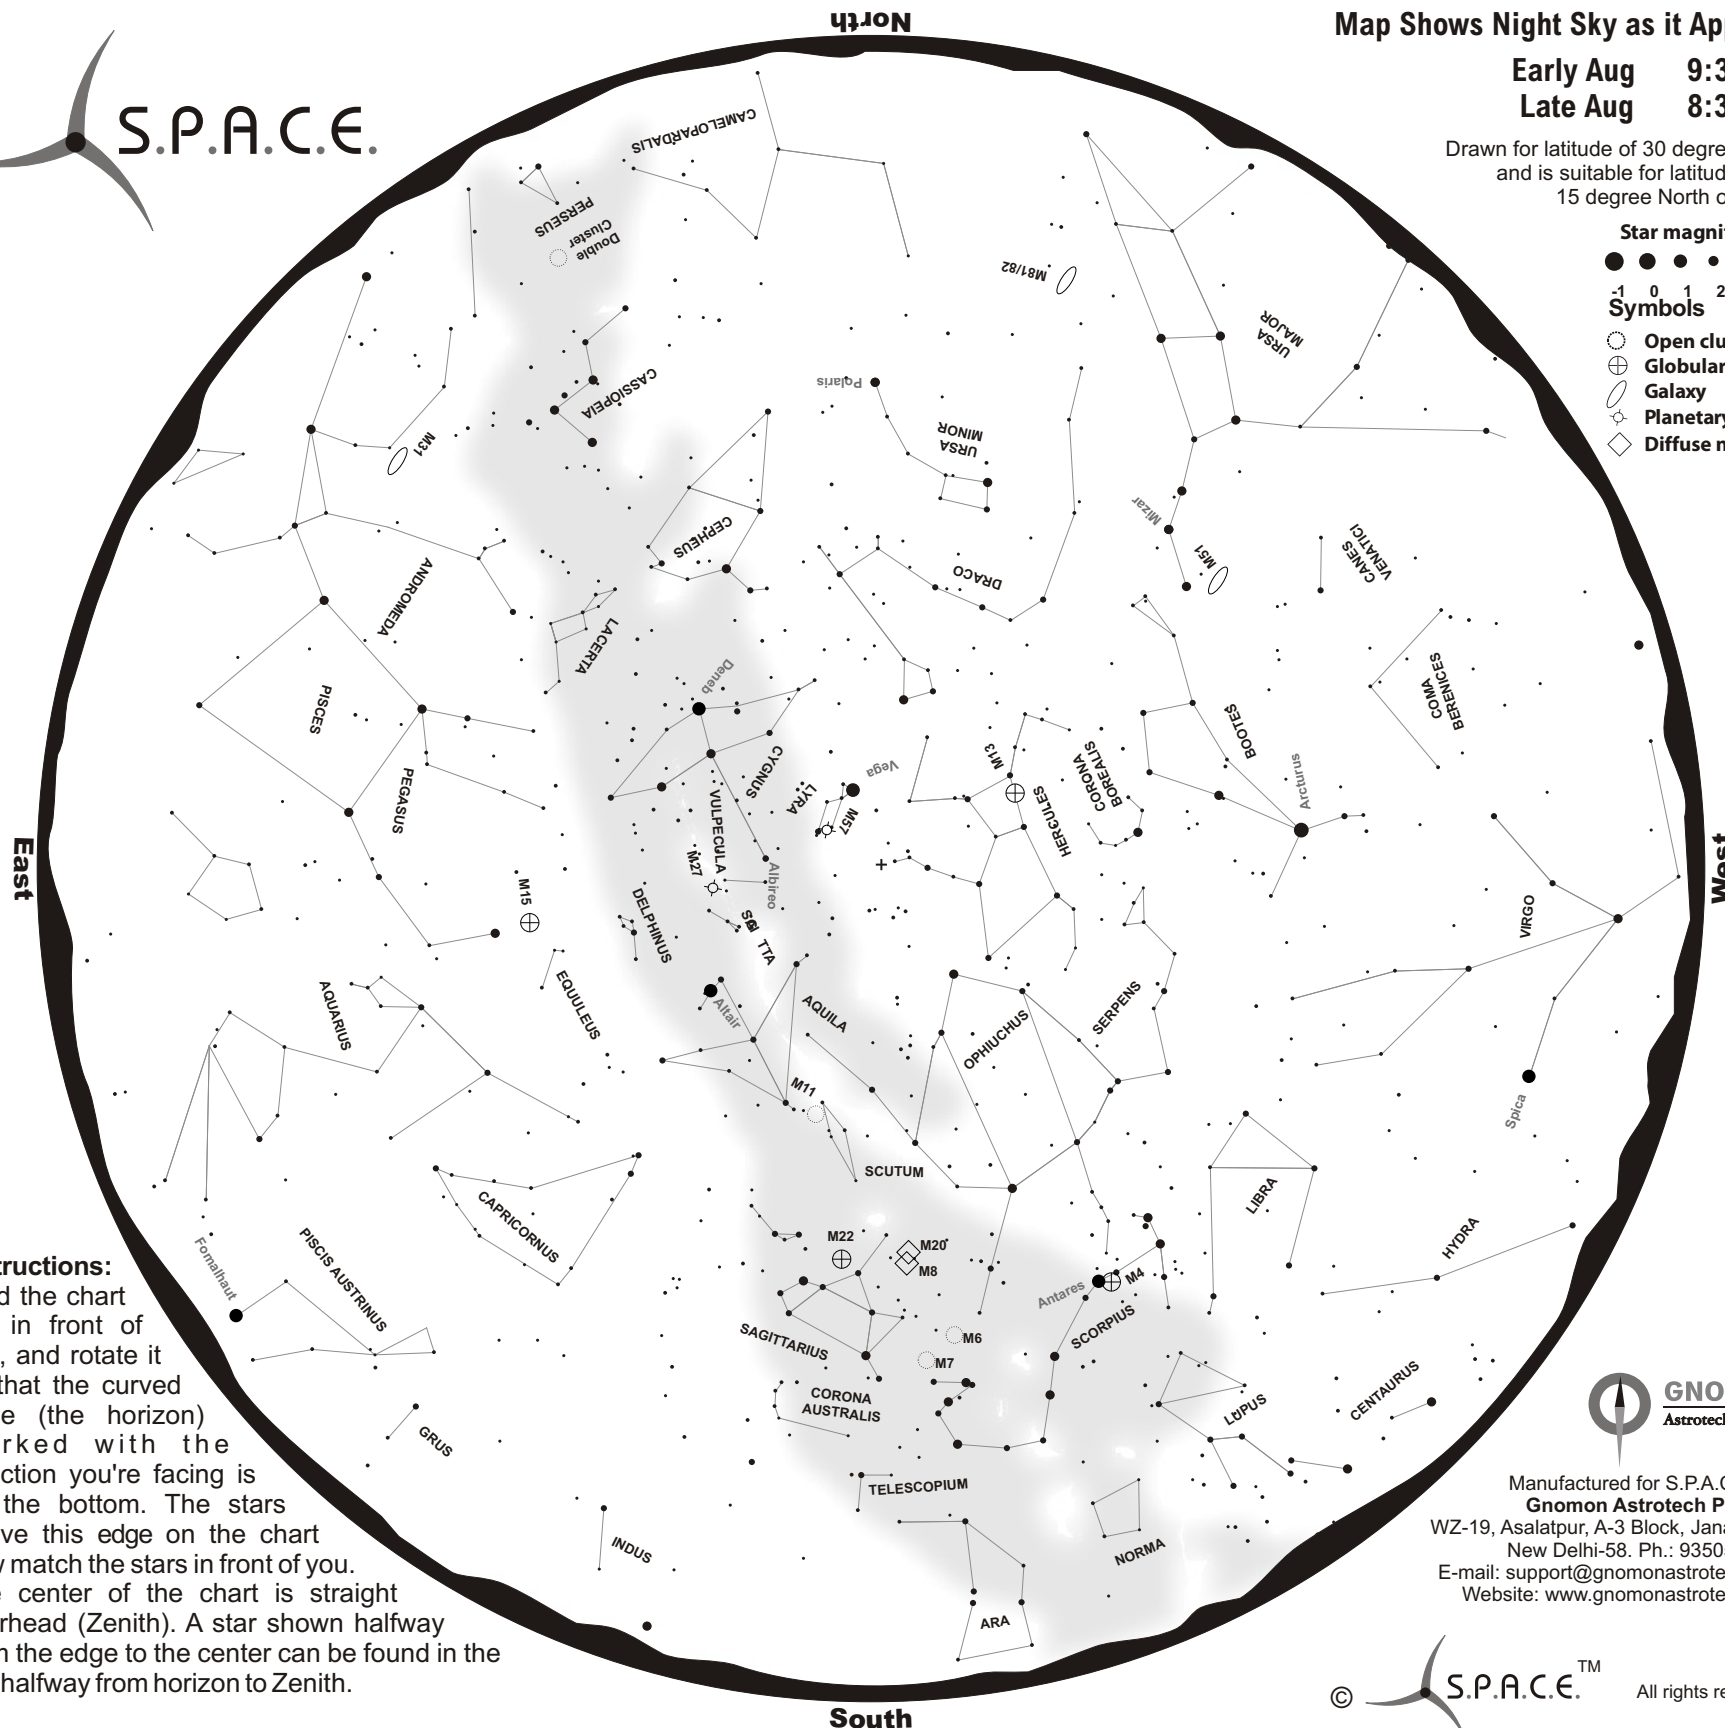 North
Map Shows Night Sky as it Ap
Early Aug 9:3
Late Aug 8:3
Drawn for latitude of 30 degre
and is suitable for latitud
15 degree North o
Star magni
-1 0 1 2
Symbols
Open clu
Globular
Galaxy
Planetary
Diffuse n
S.P.A.C.E.
CAMELOPARDALIS
PERSEUS
Double
Cluster
M81/82
URSA
MAJOR
CASSIOPEIA
Polaris
URSA
MINOR
M31
Mizar
M51
CANES
VENATICI
CEPHEUS
DRACO
ANDROMEDA
LACERTA
Deneb
PISCES
COMA
BERENICES
BOOTES
CYGNUS
Vega
M13
CORONA
BOREALIS
Arcturus
PEGASUS
VULPECULA
LYRA
M57
HERCULES
East
West
M27
Albireo
M15
DELPHINUS
SAGI TTA
VIRGO
AQUARIUS
EQUULEUS
Altair
AQUILA
OPHIUCHUS
SERPENS
M11
Spica
SCUTUM
CAPRICORNUS
LIBRA
HYDRA
M22
M20
M8
Fomalhaut
PISCIS AUSTRINUS
Antares
M4
SCORPIUS
SAGITTARIUS
M6
M7
CORONA
AUSTRALIS
LUPUS
CENTAURUS
GRUS
TELESCOPIUM
INDUS
NORMA
ARA
South
tructions:
d the chart
in front of
, and rotate it
that the curved
e (the horizon)
rked with the
ction you're facing is
the bottom. The stars
ve this edge on the chart
w match the stars in front of you.
e center of the chart is straight
rhead (Zenith). A star shown halfway
m the edge to the center can be found in the
halfway from horizon to Zenith.
GNO
Astrotech
Manufactured for S.P.A.C
Gnomon Astrotech P
WZ-19, Asalatpur, A-3 Block, Jana
New Delhi-58. Ph.: 9350
E-mail: support@gnomonastrote
Website: www.gnomonastrote
© S.P.A.C.E.™ All rights re